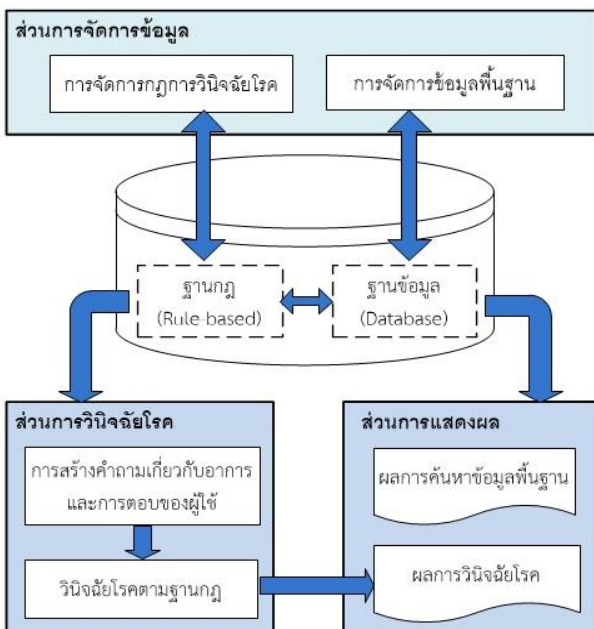 ส่วนการจัดการข้อมูล
การจัดการกฎการวินิจฉัยโรค
การจัดการข้อมูลพื้นฐาน
ฐานกฎ
(Rule-based)
ฐานข้อมูล
(Database)
ส่วนการวินิจฉัยโรค
การสร้างคำถามเกี่ยวกับอาการ
และการตอบของผู้ใช้
วินิจฉัยโรคตามฐานกฎ
ส่วนการแสดงผล
ผลการค้นหาข้อมูลพื้นฐาน
ผลการวินิจฉัยโรค